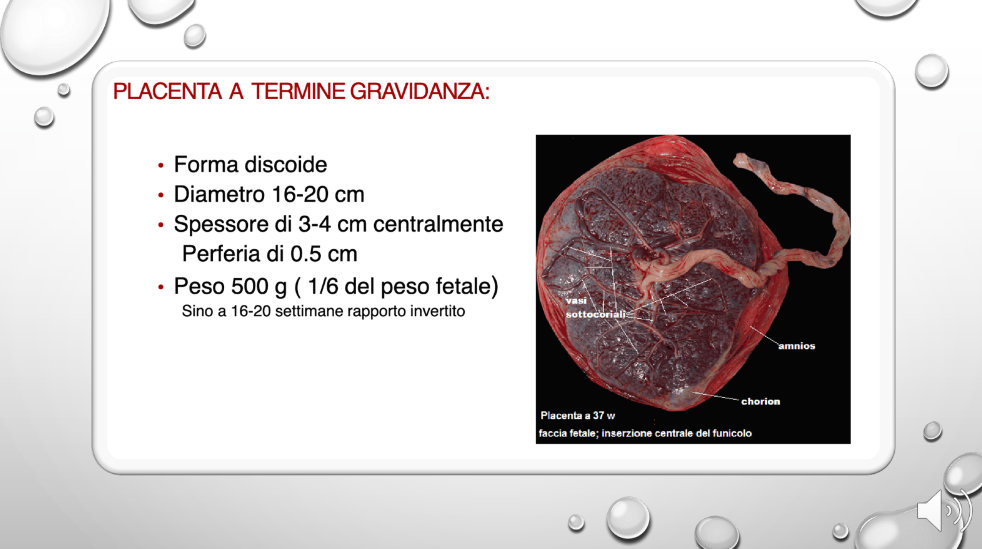 PLACENTA A TERMINE GRAVIDANZA:
• Forma discoide
• Diametro 16-20 cm
• Spessore di 3-4 cm centralmente
Perferia di 0.5 cm
• Peso 500 g ( 1/6 del peso fetale)
Sino a 16-20 settimane rapporto invertito
vasi
sottocoriali
amnios
chorion
Placenta a 37 w
faccia fetale; inserzione centrale del funicolo